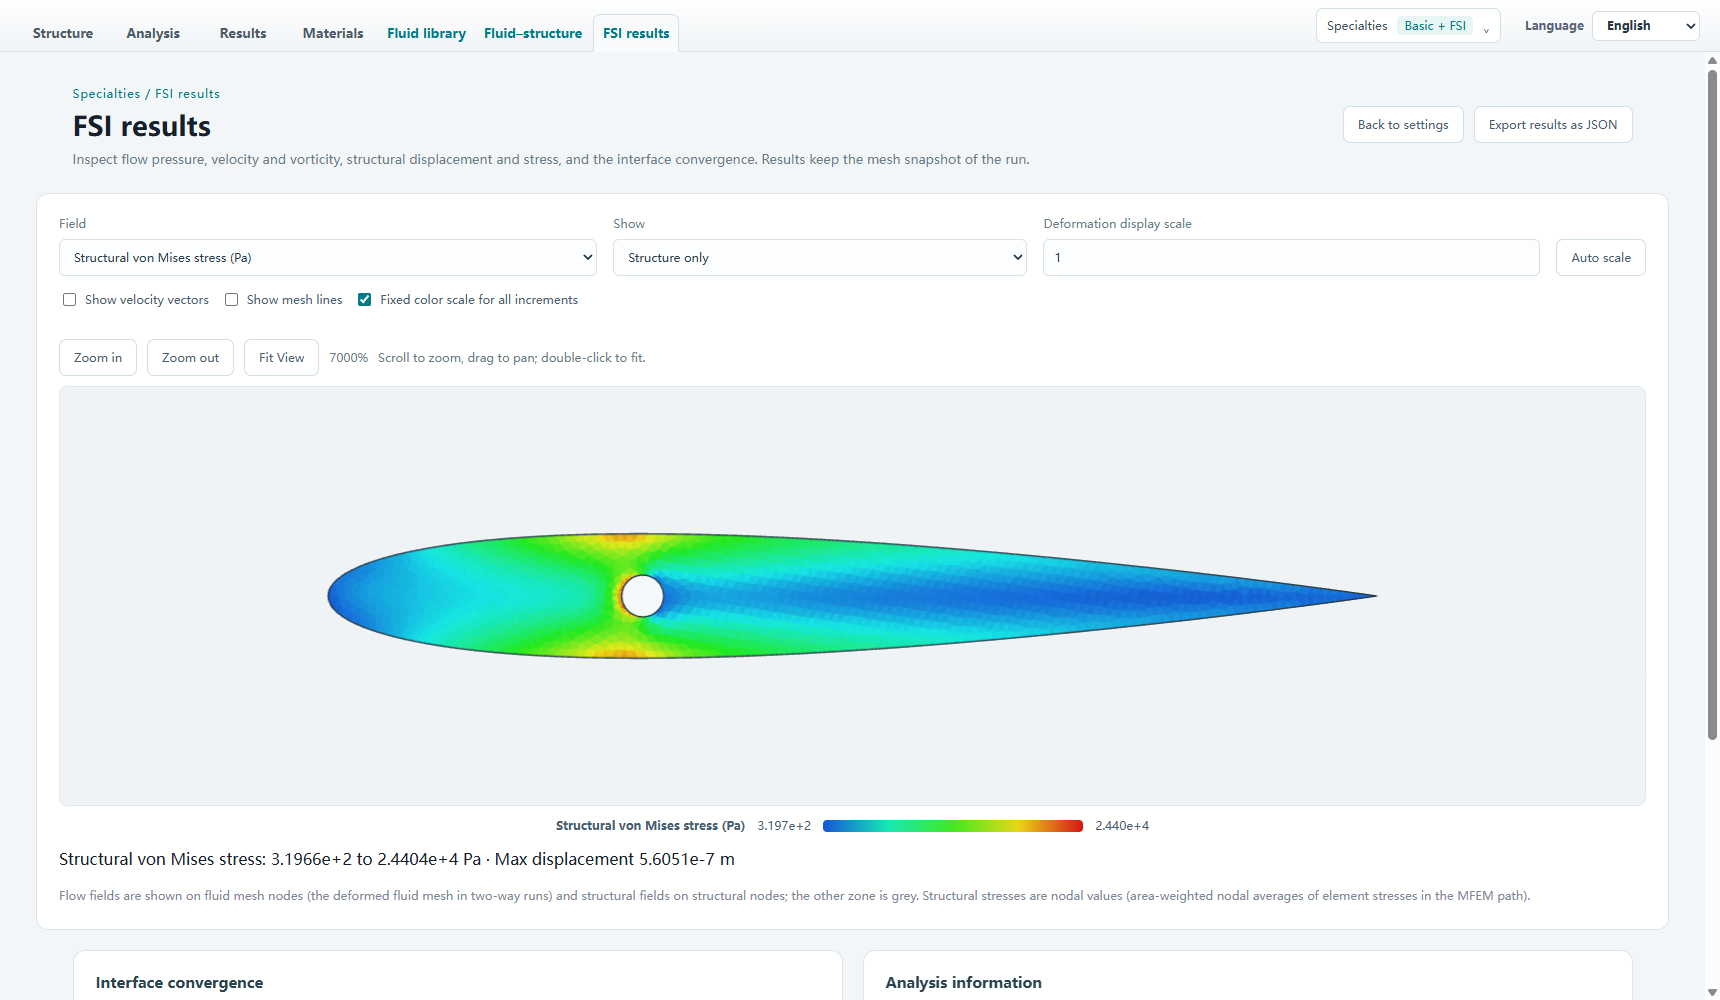 Structure Analysis Results Materials Fluid library Fluid–structure FSI results Specialties Basic + FSI Language English
Specialties / FSI results
FSI results
Back to settings Export results as JSON
Inspect flow pressure, velocity and vorticity, structural displacement and stress, and the interface convergence. Results keep the mesh snapshot of the run.
Field Show Deformation display scale
Structural von Mises stress (Pa) Structure only 1 Auto scale
Show velocity vectors Show mesh lines Fixed color scale for all increments
Zoom in Zoom out Fit View 7000% Scroll to zoom, drag to pan; double-click to fit.
Structural von Mises stress (Pa) 3.197e+2 2.440e+4
Structural von Mises stress: 3.1966e+2 to 2.4404e+4 Pa · Max displacement 5.6051e-7 m
Flow fields are shown on fluid mesh nodes (the deformed fluid mesh in two-way runs) and structural fields on structural nodes; the other zone is grey. Structural stresses are nodal values (area-weighted nodal averages of element stresses in the MFEM path).
Interface convergence Analysis information